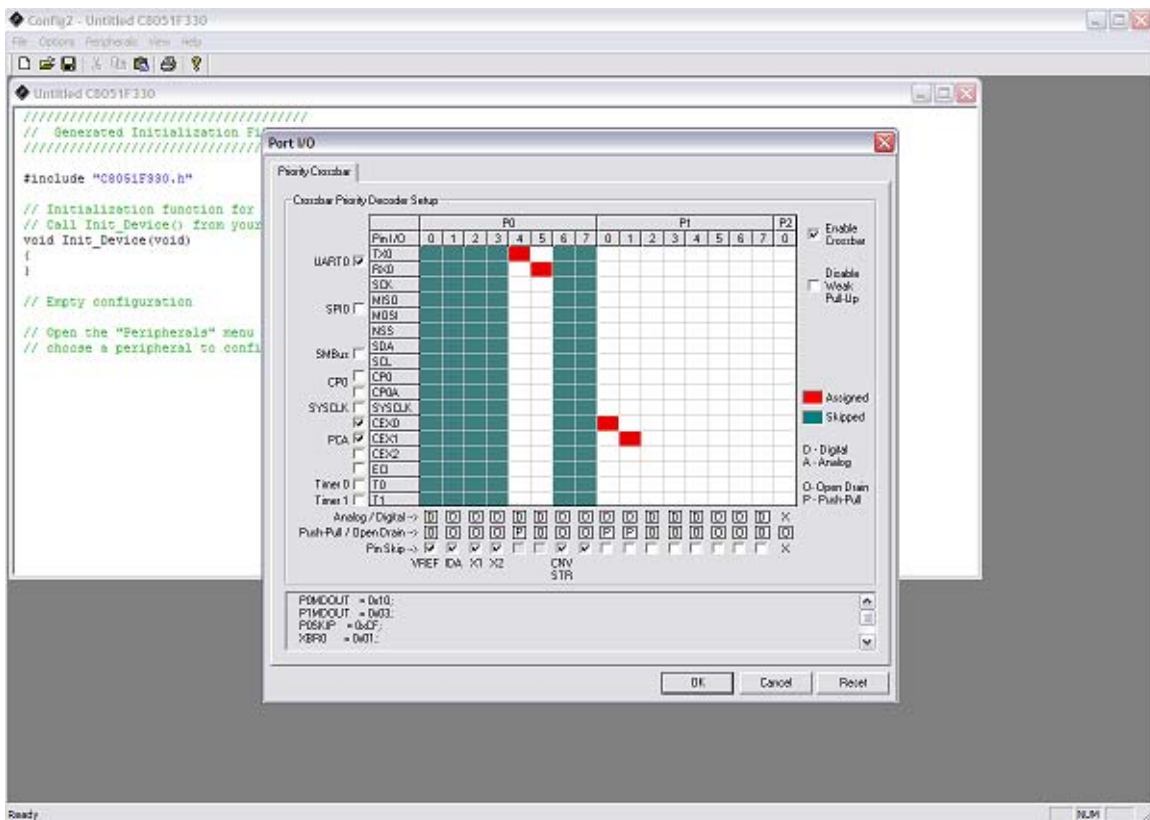 Config2 - Untitled C8051F330
File Options Peripherals View Help
Untitled C8051F330
////////////////////////////////////
// Generated Initialization Fi
#include "C8051F330.h"
// Initialization function for
// Call Init_Device() from your
void Init_Device(void)
{
}
// Empty configuration
// Open the "Peripherals" menu
// choose a peripheral to confi
Port I/O
Priority Crossbar
Crossbar Priority Decoder Setup
P0 P1 P2
Pin I/O 0 1 2 3 4 5 6 7 0 1 2 3 4 5 6 7 0
UART0 TX0
RX0
SPI0 SCK
MISO
MOSI
NSS
SMBus SDA
SCL
CP0 CP0
CP0A
SYSCLK SYSCLK
PCA CEX0
CEX1
CEX2
ECI
Timer 0 T0
Timer 1 T1
Enable Crossbar
Disable Weak Pull-Up
Assigned
Skipped
D - Digital
A - Analog
O- Open Drain
P - Push-Pull
Analog / Digital -> D D D D D D D D D D D D D D D D X
Push-Pull / Open Drain -> O O O O P O O O P P O O O O O O O
Pin Skip -> X
VREF IDA X1 X2 CNV STR
P0MDOUT = 0x10;
P1MDOUT = 0x03;
P0SKIP = 0xCF;
XBR0 = 0x01;
OK Cancel Reset
Ready
NUM